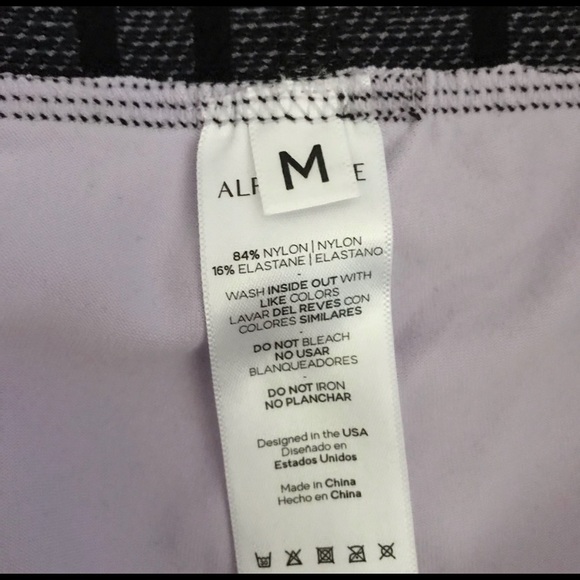 M
84% NYLON | NYLON
16% ELASTANE | ELASTANO
-
WASH INSIDE OUT WITH
LIKE COLORS
LAVAR DEL REVES CON
COLORES SIMILARES
-
DO NOT BLEACH
NO USAR
BLANQUEADORES
-
DO NOT IRON
NO PLANCHAR
Designed in the USA
Diseñado en
Estados Unidos
Made in China
Hecho en China